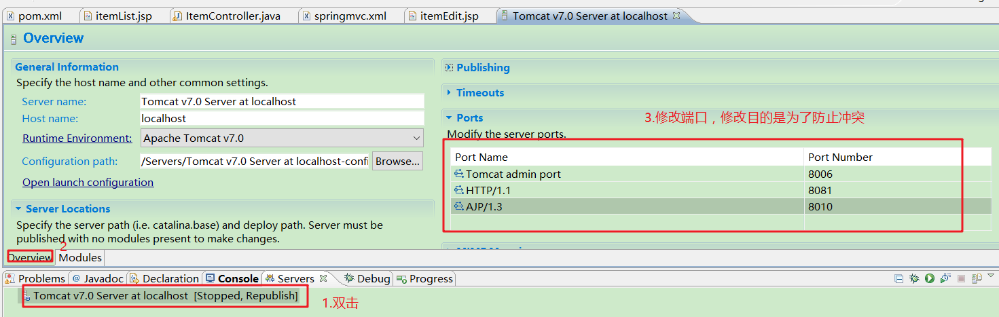 pom.xml
itemList.jsp
ItemController.java
springmvc.xml
itemEdit.jsp
Tomcat v7.0 Server at localhost
Overview
General Information
Specify the host name and other common settings.
Server name:
Tomcat v7.0 Server at localhost
Host name:
localhost
Runtime Environment:
Apache Tomcat v7.0
Configuration path:
/Servers/Tomcat v7.0 Server at localhost-confi
Browse...
Open launch configuration
Server Locations
Specify the server path (i.e. catalina.base) and deploy path. Server must be
published with no modules present to make changes.
Publishing
Timeouts
Ports
3.修改端口，修改目的是为了防止冲突
Modify the server ports.
Port Name Port Number
Tomcat admin port 8006
HTTP/1.1 8081
AJP/1.3 8010
2
Overview
Modules
Problems
@ Javadoc
Declaration
Console
Servers
Debug
Progress
Tomcat v7.0 Server at localhost [Stopped, Republish]
1.双击